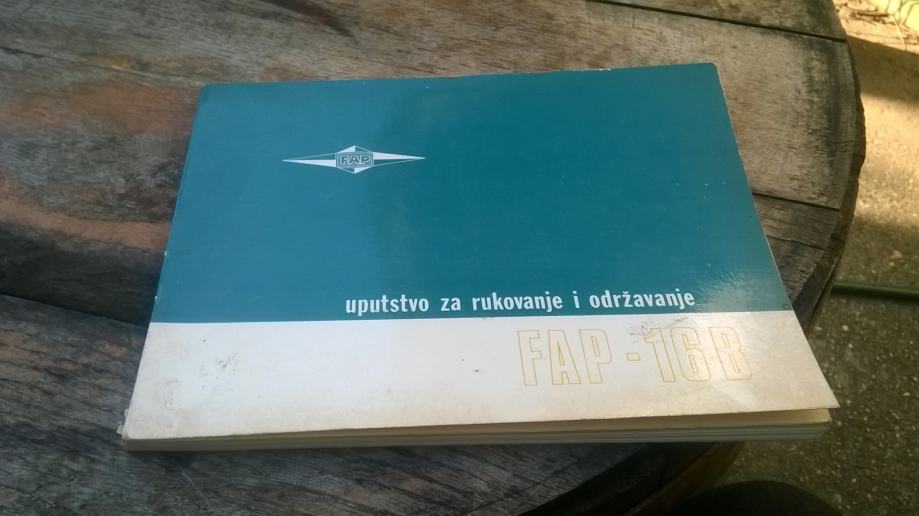 FAP
uputstvo za rukovanje i održavanje
FAP-16B